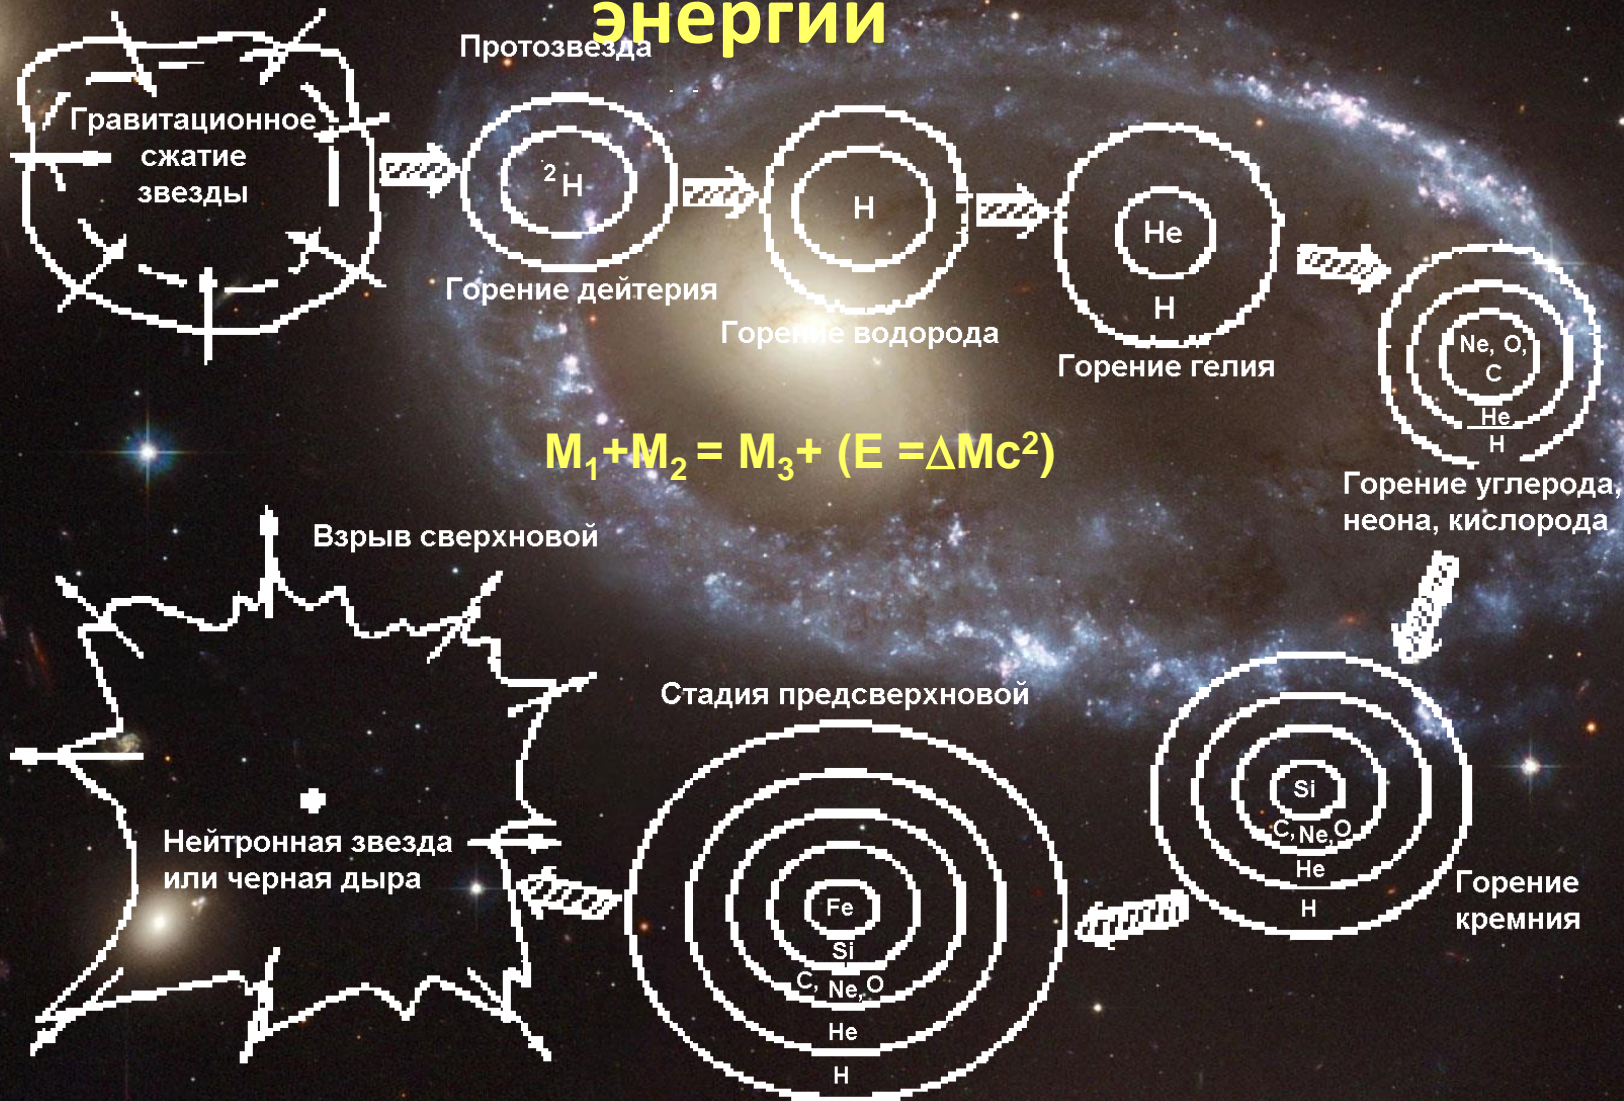 энергии
Протозвезда
Гравитационное
сжатие
звезды
²H
Горение дейтерия
H
Горение водорода
He
H
Горение гелия
Ne, O,
C
He
H
Горение углерода,
неона, кислорода
M₁+M₂ = M₃+ (E =∆Mc²)
Si
C, Ne, O
He
H
Горение
кремния
Стадия предсверхновой
Fe
Si
C, Ne, O
He
H
Взрыв сверхновой
Нейтронная звезда
или черная дыра